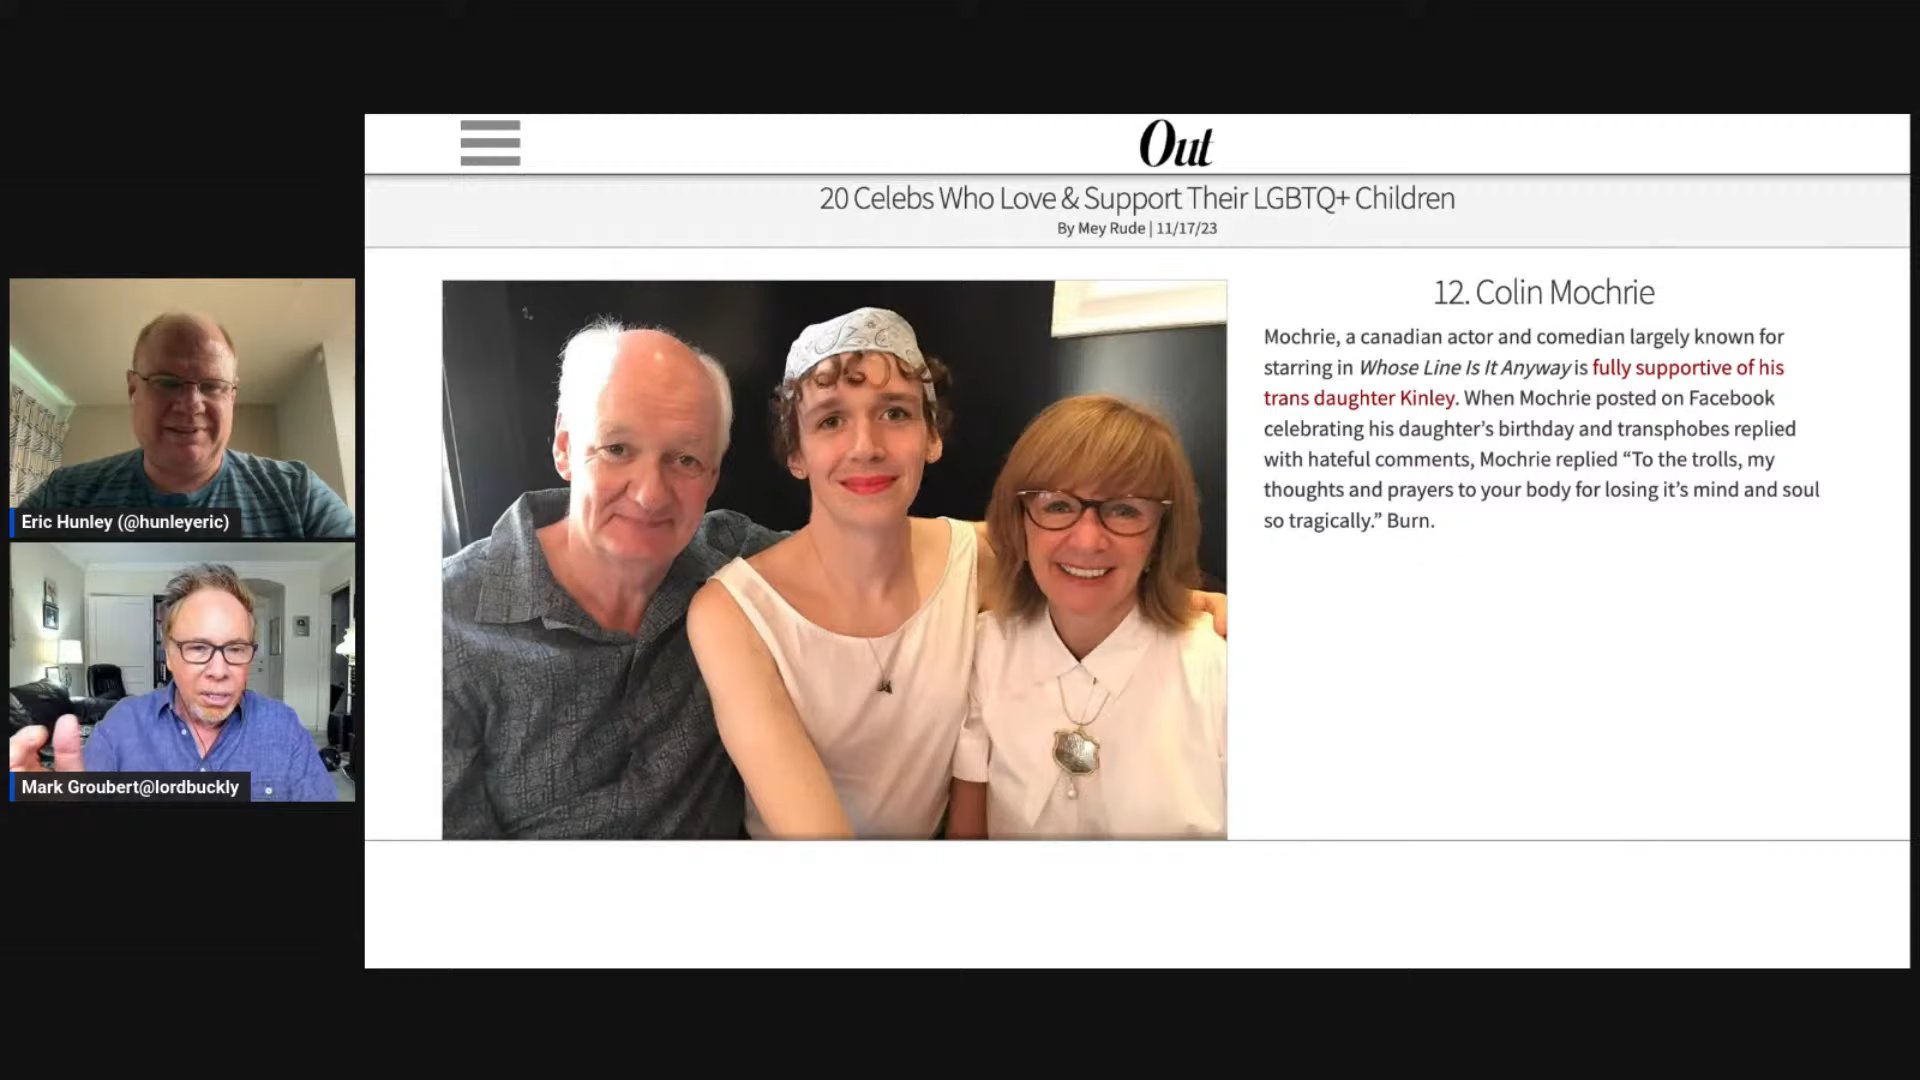 Out
20 Celebs Who Love & Support Their LGBTQ+ Children
By Mey Rude | 11/17/23
12. Colin Mochrie
Mochrie, a canadian actor and comedian largely known for
starring in Whose Line Is It Anyway is fully supportive of his
trans daughter Kinley. When Mochrie posted on Facebook
celebrating his daughter's birthday and transphobes replied
with hateful comments, Mochrie replied “To the trolls, my
thoughts and prayers to your body for losing it’s mind and soul
so tragically.” Burn.
Eric Hunley (@hunleyeric)
Mark Groubert@lordbuckly